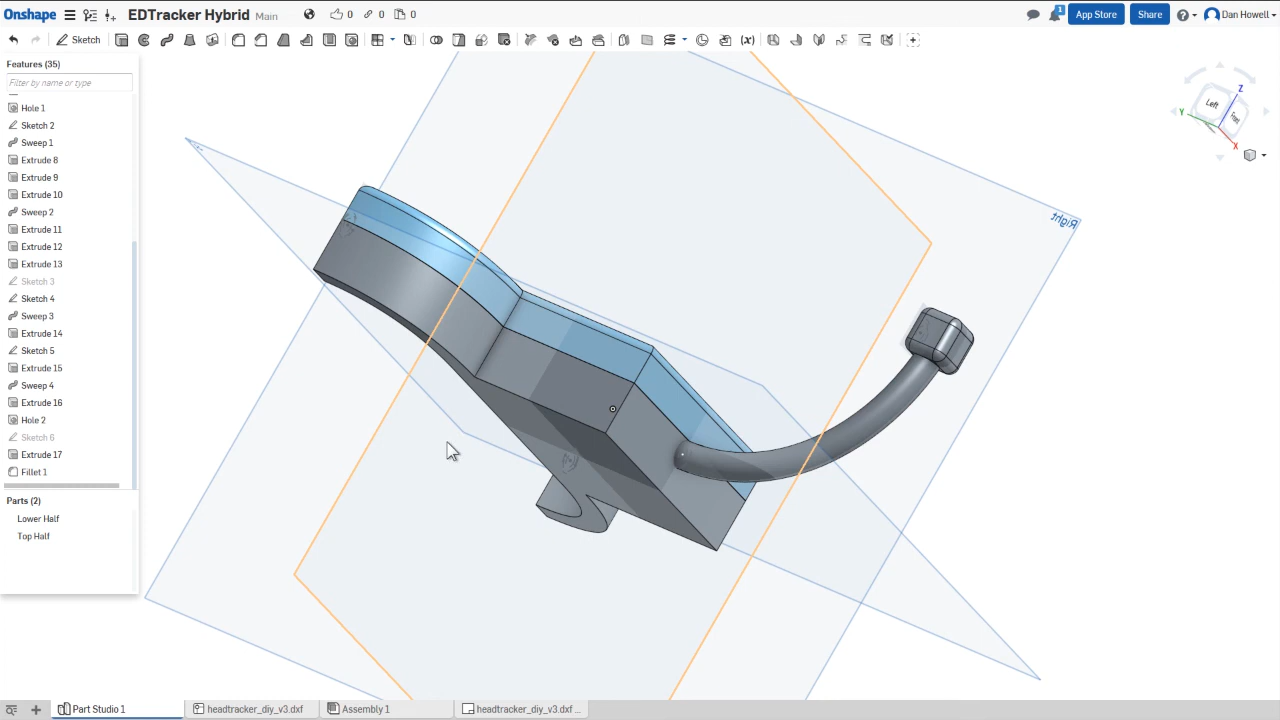 Onshape EDTracker Hybrid Main 0 0 0 1 App Store Share Dan Howell
Sketch (x)
Features (35)
Filter by name or type
Hole 1
Sketch 2
Sweep 1
Extrude 8
Extrude 9
Extrude 10
Sweep 2
Extrude 11
Extrude 12
Extrude 13
Sketch 3
Sketch 4
Sweep 3
Extrude 14
Sketch 5
Extrude 15
Sweep 4
Extrude 16
Hole 2
Sketch 6
Extrude 17
Fillet 1
Parts (2)
Lower Half
Top Half
Right
Z
Left
Y
X
Part Studio 1 headtracker_diy_v3.dxf Assembly 1 headtracker_diy_v3.dxf ...